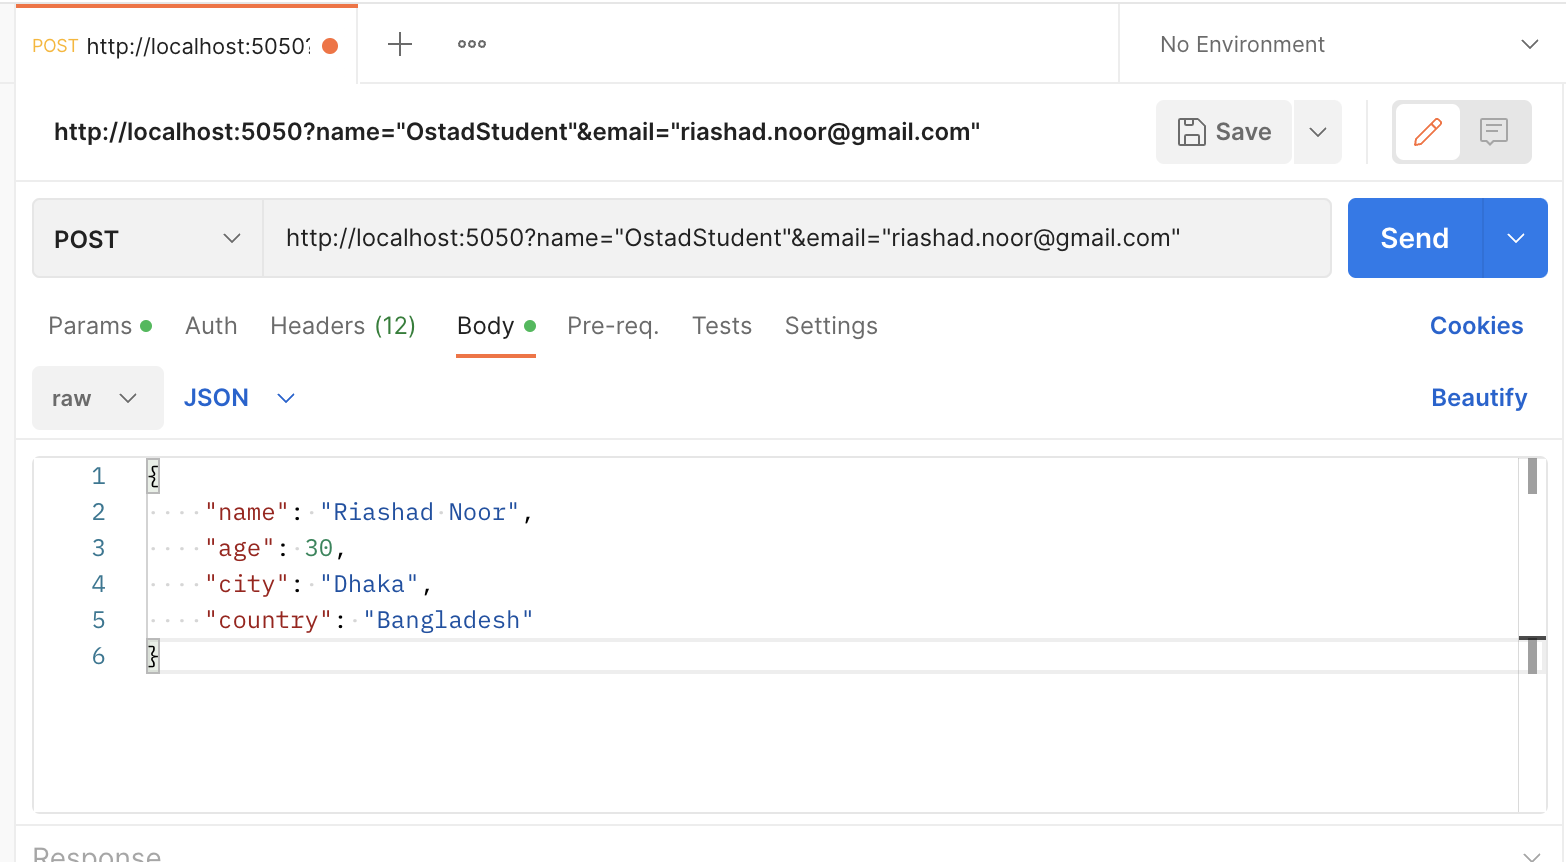 POST http://localhost:5050?
No Environment
http://localhost:5050?name="OstadStudent"&email="riashad.noor@gmail.com"
Save
POST
http://localhost:5050?name="OstadStudent"&email="riashad.noor@gmail.com"
Send
Params Auth Headers (12) Body Pre-req. Tests Settings Cookies
raw JSON Beautify
1 {
2 "name": "Riashad Noor",
3 "age": 30,
4 "city": "Dhaka",
5 "country": "Bangladesh"
6 }
Response